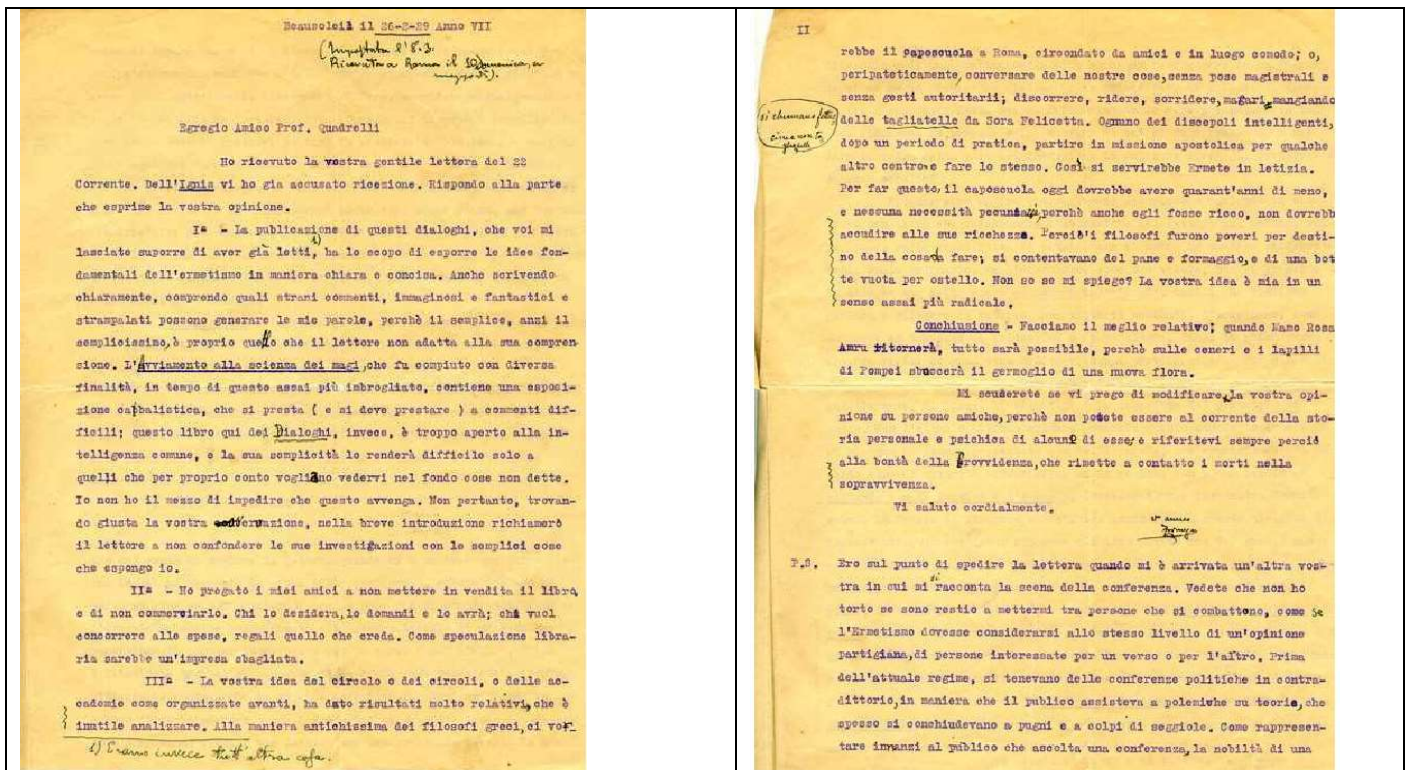 Beausoleil il 26-2-29 Anno VII
(Impostata l'8.3.
Ricevuta a Roma il 10 domenica, a
mezzodì).
Egregio Amico Prof. Quadrelli
Ho ricevuto la vostra gentile lettera del 22
Corrente. Dell'Ignis vi ho gia accusato ricezione. Rispondo alla parte
che esprime la vostra opinione.
Iª - La publicazione di questi dialoghi, che voi mi
lasciate suporre di aver già letti,¹⁾ ha lo scopo di esporre le idee fon-
damentali dell'ermetismo in maniera chiara e concisa. Anche scrivendo
chiaramente, comprendo quali strani commenti, immaginosi e fantastici e
strampalati possono generare le mie parole, perchè il semplice, anzi il
semplicissimo, è proprio quello che il lettore non adatta alla sua compren
sione. L'Avviamento alla scienza dei magi, che fu compiuto con diversa
finalità, in tempo di questo assai più imbrogliato, contiene una esposi-
zione cabbalistica, che si presta ( e si deve prestare ) a commenti dif-
ficili; questo libro qui dei Dialoghi, invece, è troppo aperto alla in-
telligenza comune, e la sua semplicità lo renderà difficile solo a
quelli che per proprio conto vogliano vedervi nel fondo cose non dette.
Io non ho il mezzo di impedire che questo avvenga. Non pertanto, trovan-
do giusta la vostra osservazione, nella breve introduzione richiamerò
il lettore a non confondere le sue investigazioni con le semplici cose
che espongo io.
IIª - Ho pregato i miei amici a non mettere in vendita il libro,
e di non commerciarlo. Chi lo desidera, lo domandi e lo avrà; chi vuol
concorrere alle spese, regali quello che creda. Come speculazione libra-
ria sarebbe un'impresa sbagliata.
IIIª - La vostra idea del circolo o dei circoli, o delle ac-
cademie come organizzate avanti, ha dato risultati molto relativi, che è
inutile analizzare. Alla maniera antichissima dei filosofi greci, ci vor-
1) Erano invece tutt'altra cosa.
II
rebbe il caposcuola a Roma, circondato da amici e in luogo comodo; o,
peripateticamente, conversare delle nostre cose, senza pose magistrali e
senza gesti autoritarii; discorrere, ridere, sorridere, magari, mangiando
delle tagliatelle da Sora Felicetta. Ognuno dei discepoli intelligenti,
si chiamano fettuc
dopo un periodo di pratica, partire in missione apostolica per qualche
altro centro e fare lo stesso. Così si servirebbe Ermete in letizia.
Per far questo, il caposcuola oggi dovrebbe avere quarant'anni di meno,
e nessuna necessità pecuniaria, perchè anche egli fosse ricco, non dovrebb
accudire alle sue ricchezze. Perciò i filosofi furono poveri per desti-
no della cosa da fare; si contentavano del pane e formaggio, e di una bot
te vuota per ostello. Non so se mi spiego? La vostra idea è mia in un
senso assai più radicale.
Conchiusione - Facciamo il meglio relativo; quando Mamo Rosa
Amru ritornerà, tutto sarà possibile, perchè sulle ceneri e i lapilli
di Pompei sboccerà il germoglio di una nuova flora.
Mi scuserete se vi prego di modificare la vostra opi-
nione su persone amiche, perchè non potete essere al corrente della sto-
ria personale e psichica di alcune di esse, e riferitevi sempre perciò
alla bontà della Provvidenza, che rimette a contatto i morti nella
sopravvivenza.
Vi saluto cordialmente.
P.S. Ero sul punto di spedire la lettera quando mi è arrivata un'altra vos-
tra in cui mi si racconta la scena della conferenza. Vedete che non ho
torto se sono restio a mettermi tra persone che si combattono, come se
l'Ermetismo dovesse considerarsi allo stesso livello di un'opinione
partigiana, di persone interessate per un verso o per l'altro. Prima
dell'attuale regime, si tenevano delle conferenze politiche in contra-
dittorio, in maniera che il publico assisteva a polemiche su teorie, che
spesso si conchiudevano a pugni e a colpi di seggiole. Come rappresen-
tare innanzi al publico che ascolta una conferenza, la nobiltà di una